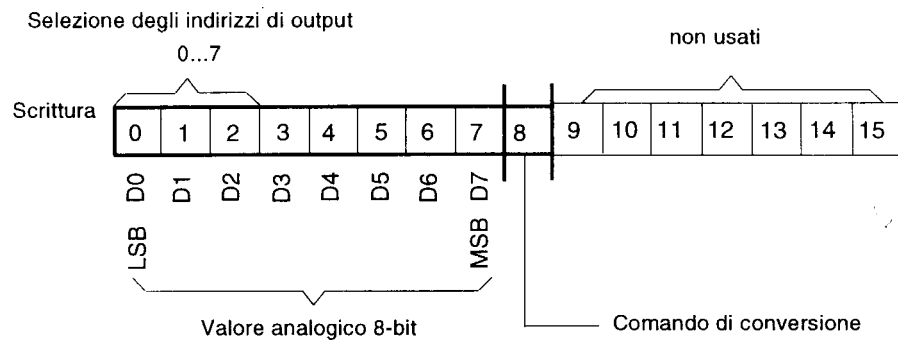 Selezione degli indirizzi di output
0...7
non usati
Scrittura
0 1 2 3 4 5 6 7 8 9 10 11 12 13 14 15
D0 D1 D2 D3 D4 D5 D6 D7
LSB MSB
Valore analogico 8-bit
Comando di conversione